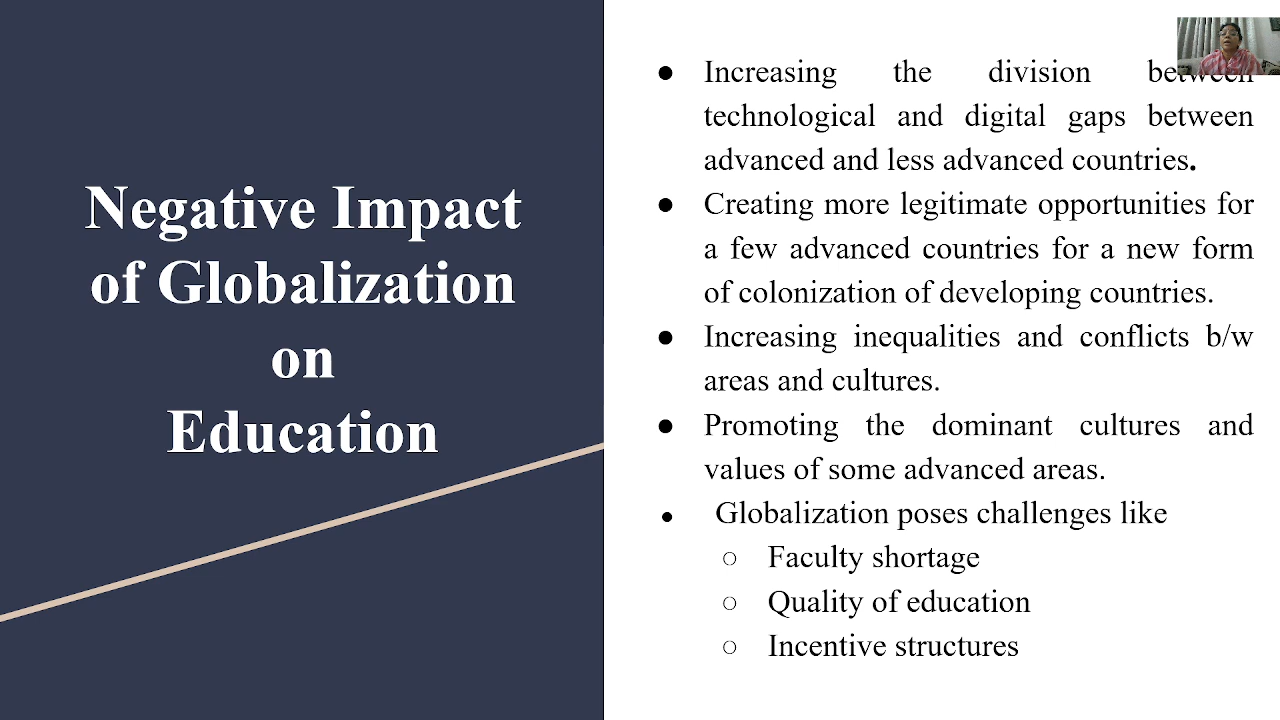 Negative Impact
of Globalization
on
Education
● Increasing the division between
technological and digital gaps between
advanced and less advanced countries.
● Creating more legitimate opportunities for
a few advanced countries for a new form
of colonization of developing countries.
● Increasing inequalities and conflicts b/w
areas and cultures.
● Promoting the dominant cultures and
values of some advanced areas.
● Globalization poses challenges like
○ Faculty shortage
○ Quality of education
○ Incentive structures